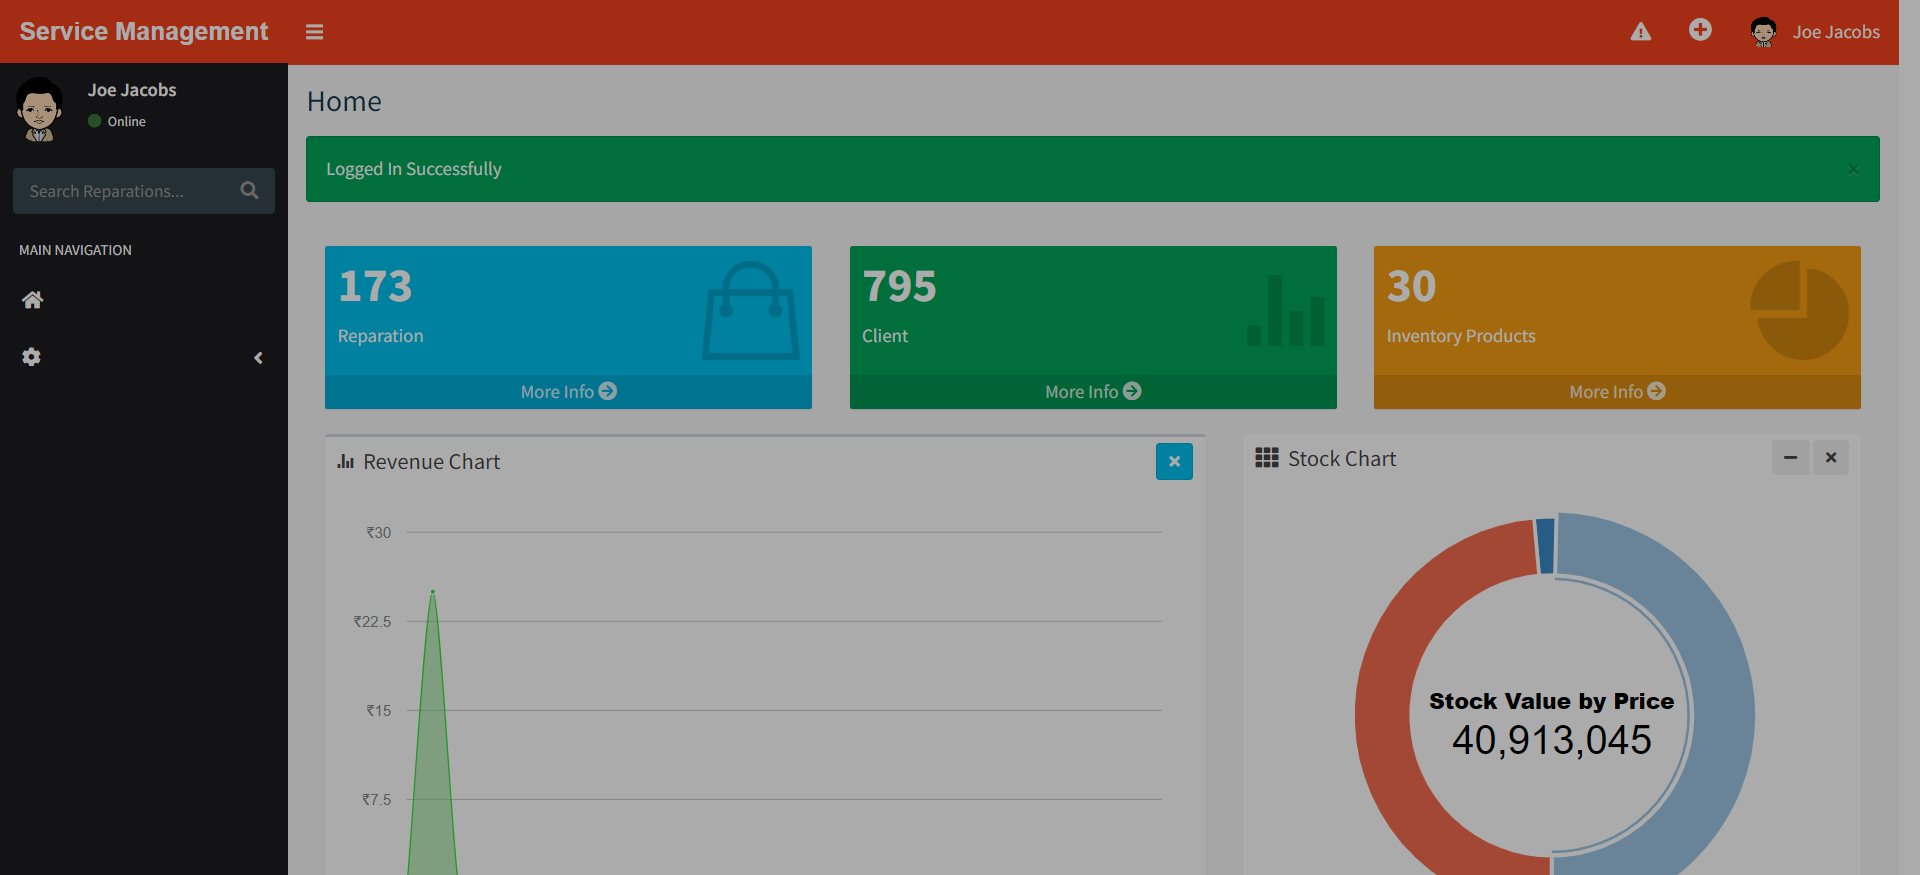 Service Management
Joe Jacobs
Joe Jacobs
Online
Search Reparations...
MAIN NAVIGATION
Home
Logged In Successfully
×
173
Reparation
More Info
795
Client
More Info
30
Inventory Products
More Info
Revenue Chart
₹30
₹22.5
₹15
₹7.5
Stock Chart
Stock Value by Price
40,913,045